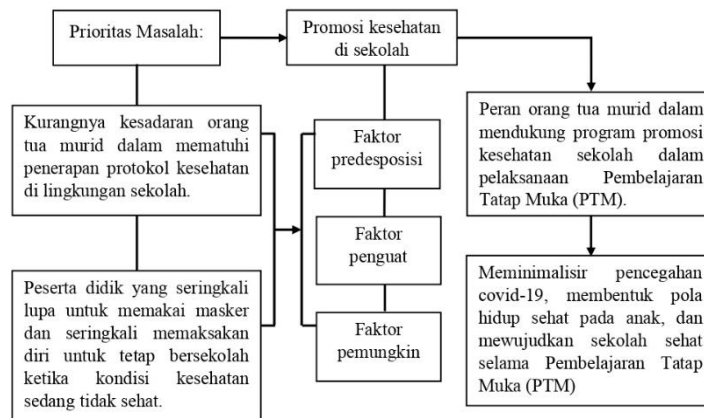 Prioritas Masalah:
Promosi kesehatan
di sekolah
Kurangnya kesadaran orang
tua murid dalam mematuhi
penerapan protokol kesehatan
di lingkungan sekolah.
Peserta didik yang seringkali
lupa untuk memakai masker
dan seringkali memaksakan
diri untuk tetap bersekolah
ketika kondisi kesehatan
sedang tidak sehat.
Faktor
predesposisi
Faktor
penguat
Faktor
pemungkin
Peran orang tua murid dalam
mendukung program promosi
kesehatan sekolah dalam
pelaksanaan Pembelajaran
Tatap Muka (PTM).
Meminimalisir pencegahan
covid-19, membentuk pola
hidup sehat pada anak, dan
mewujudkan sekolah sehat
selama Pembelajaran Tatap
Muka (PTM)